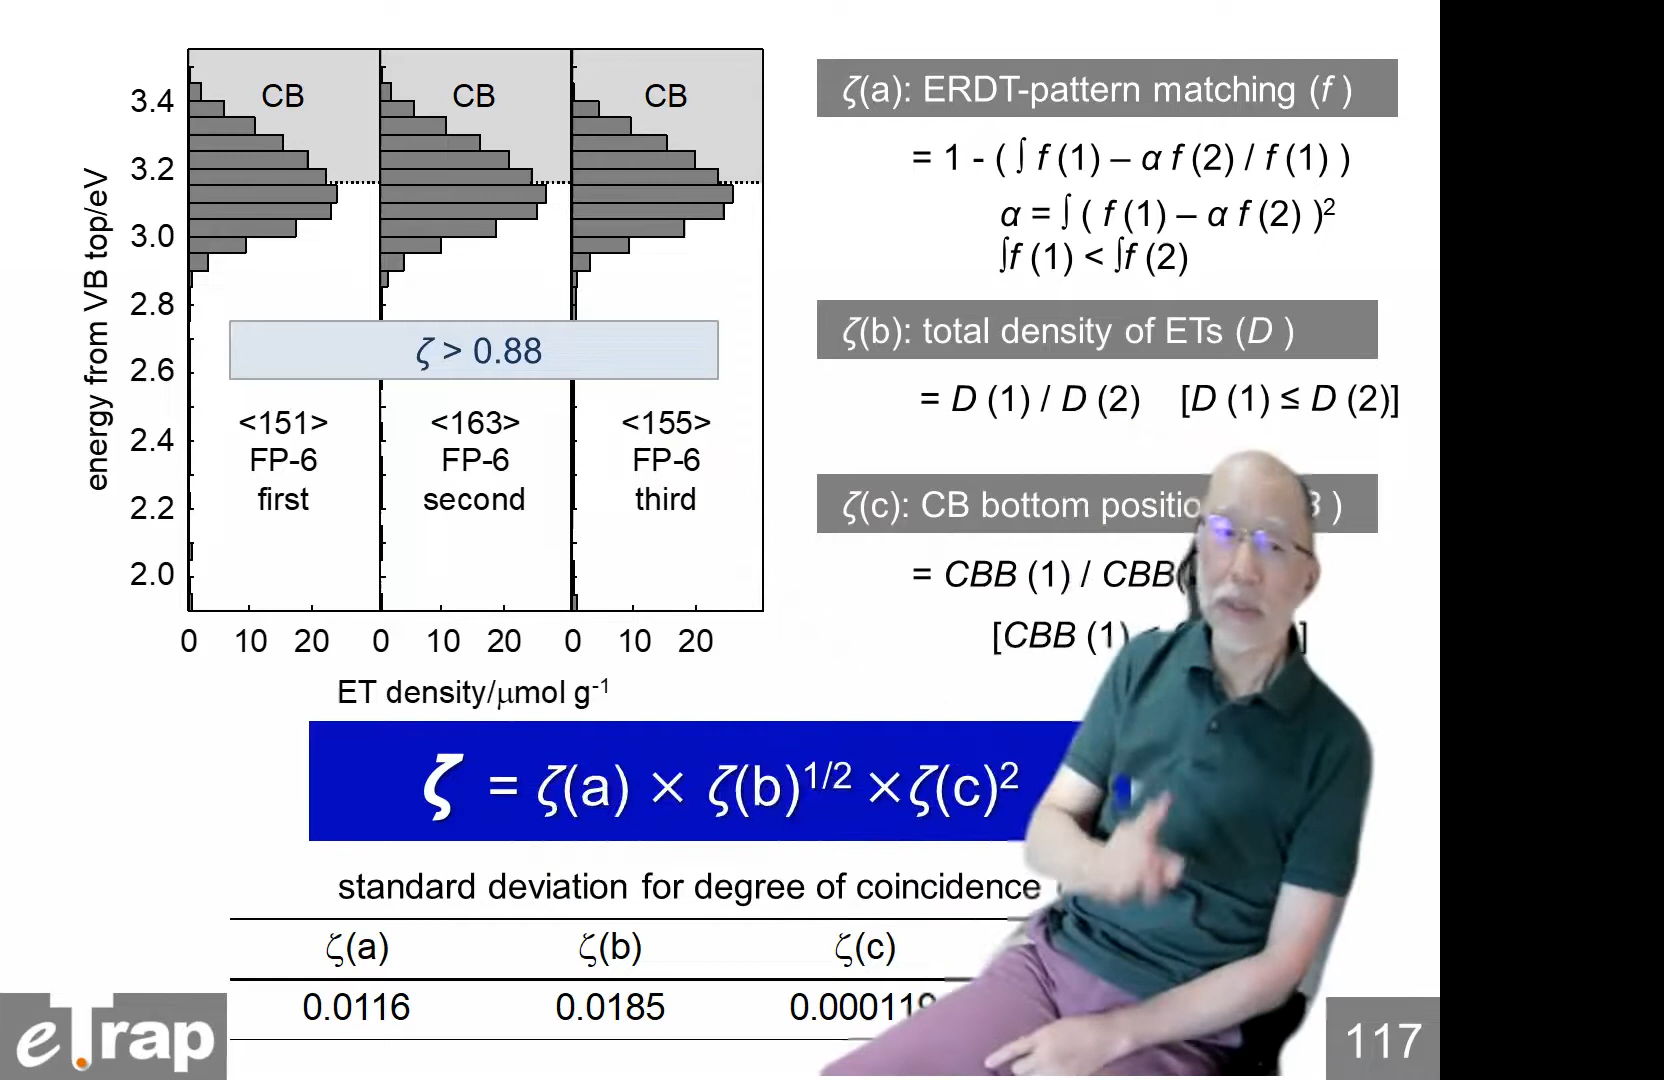 CB CB CB
3.4
3.2
3.0
2.8
2.6
2.4
2.2
2.0
energy from VB top/eV
ζ > 0.88
<151> <163> <155>
FP-6 FP-6 FP-6
first second third
0 10 20 0 10 20 0 10 20
ET density/μmol g⁻¹
ζ(a): ERDT-pattern matching (f )
= 1 - ( ∫ f (1) – α f (2) / f (1) )
α = ∫ ( f (1) – α f (2) )²
∫f (1) < ∫f (2)
ζ(b): total density of ETs (D )
= D (1) / D (2) [D (1) ≤ D (2)]
ζ(c): CB bottom )
= CBB (1) / CBB
[CBB (1) ]
ζ = ζ(a) × ζ(b)^1/2 ×ζ(c)²
standard deviation for degree of coincidence
ζ(a) ζ(b) ζ(c)
0.0116 0.0185
eTrap
117